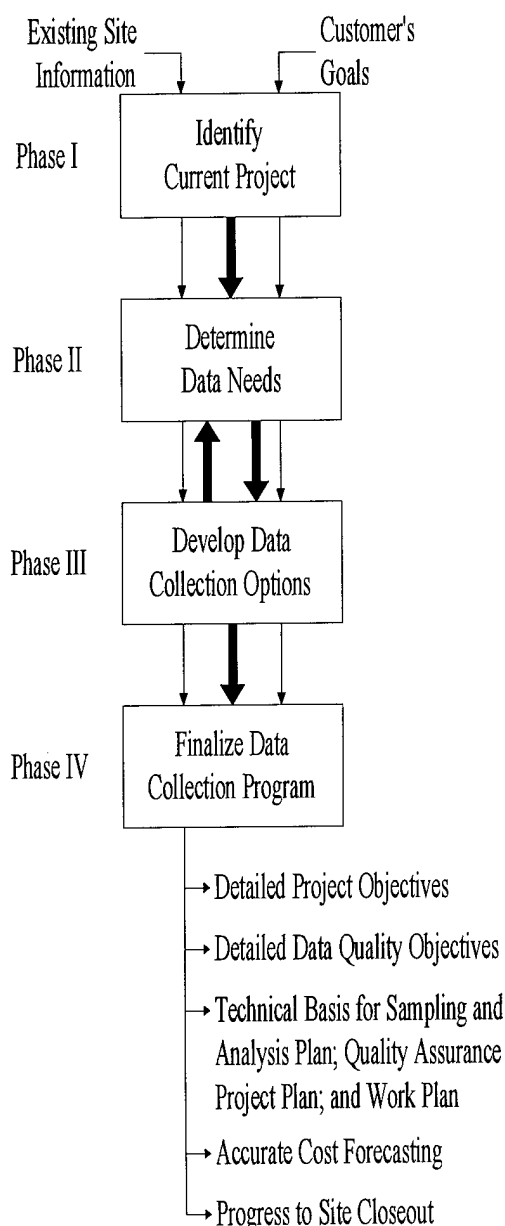 Existing Site
Information
Customer's
Goals
Phase I
Identify
Current Project
Phase II
Determine
Data Needs
Phase III
Develop Data
Collection Options
Phase IV
Finalize Data
Collection Program
Detailed Project Objectives
Detailed Data Quality Objectives
Technical Basis for Sampling and
Analysis Plan; Quality Assurance
Project Plan; and Work Plan
Accurate Cost Forecasting
Progress to Site Closeout